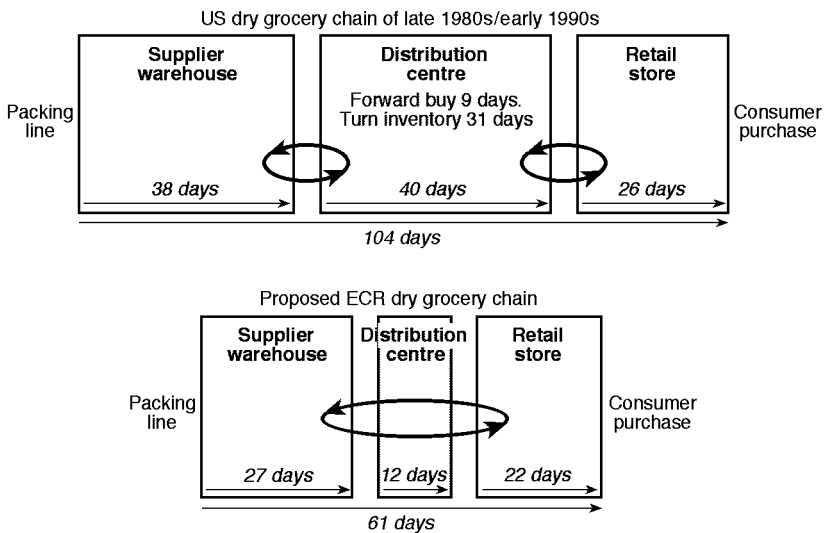 US dry grocery chain of late 1980s/early 1990s
Supplier
warehouse
Distribution
centre
Forward buy 9 days.
Turn inventory 31 days
Retail
store
Packing
line
Consumer
purchase
38 days
40 days
26 days
104 days
Proposed ECR dry grocery chain
Supplier
warehouse
Distribution
centre
Retail
store
Packing
line
Consumer
purchase
27 days
12 days
22 days
61 days